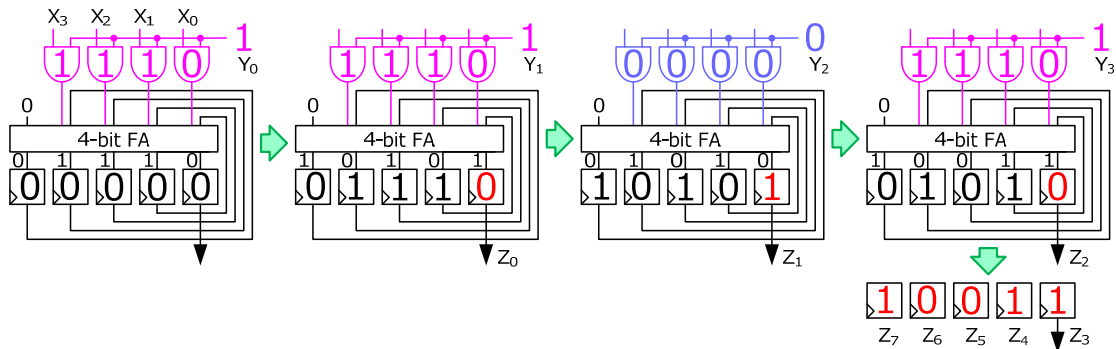 X₃ X₂ X₁ X₀ 1 1 0 1
1 1 1 0 Y₀ 1 1 1 0 Y₁ 0 0 0 0 Y₂ 1 1 1 0 Y₃
0 0 0 0
4-bit FA 4-bit FA 4-bit FA 4-bit FA
0 1 1 1 0 1 0 1 0 1 0 1 0 1 0 1 0 0 1 1
0 0 0 0 0 0 1 1 1 0 1 0 1 0 1 0 1 0 1 0
Z₀ Z₁ Z₂
1 0 0 1 1
Z₇ Z₆ Z₅ Z₄ Z₃